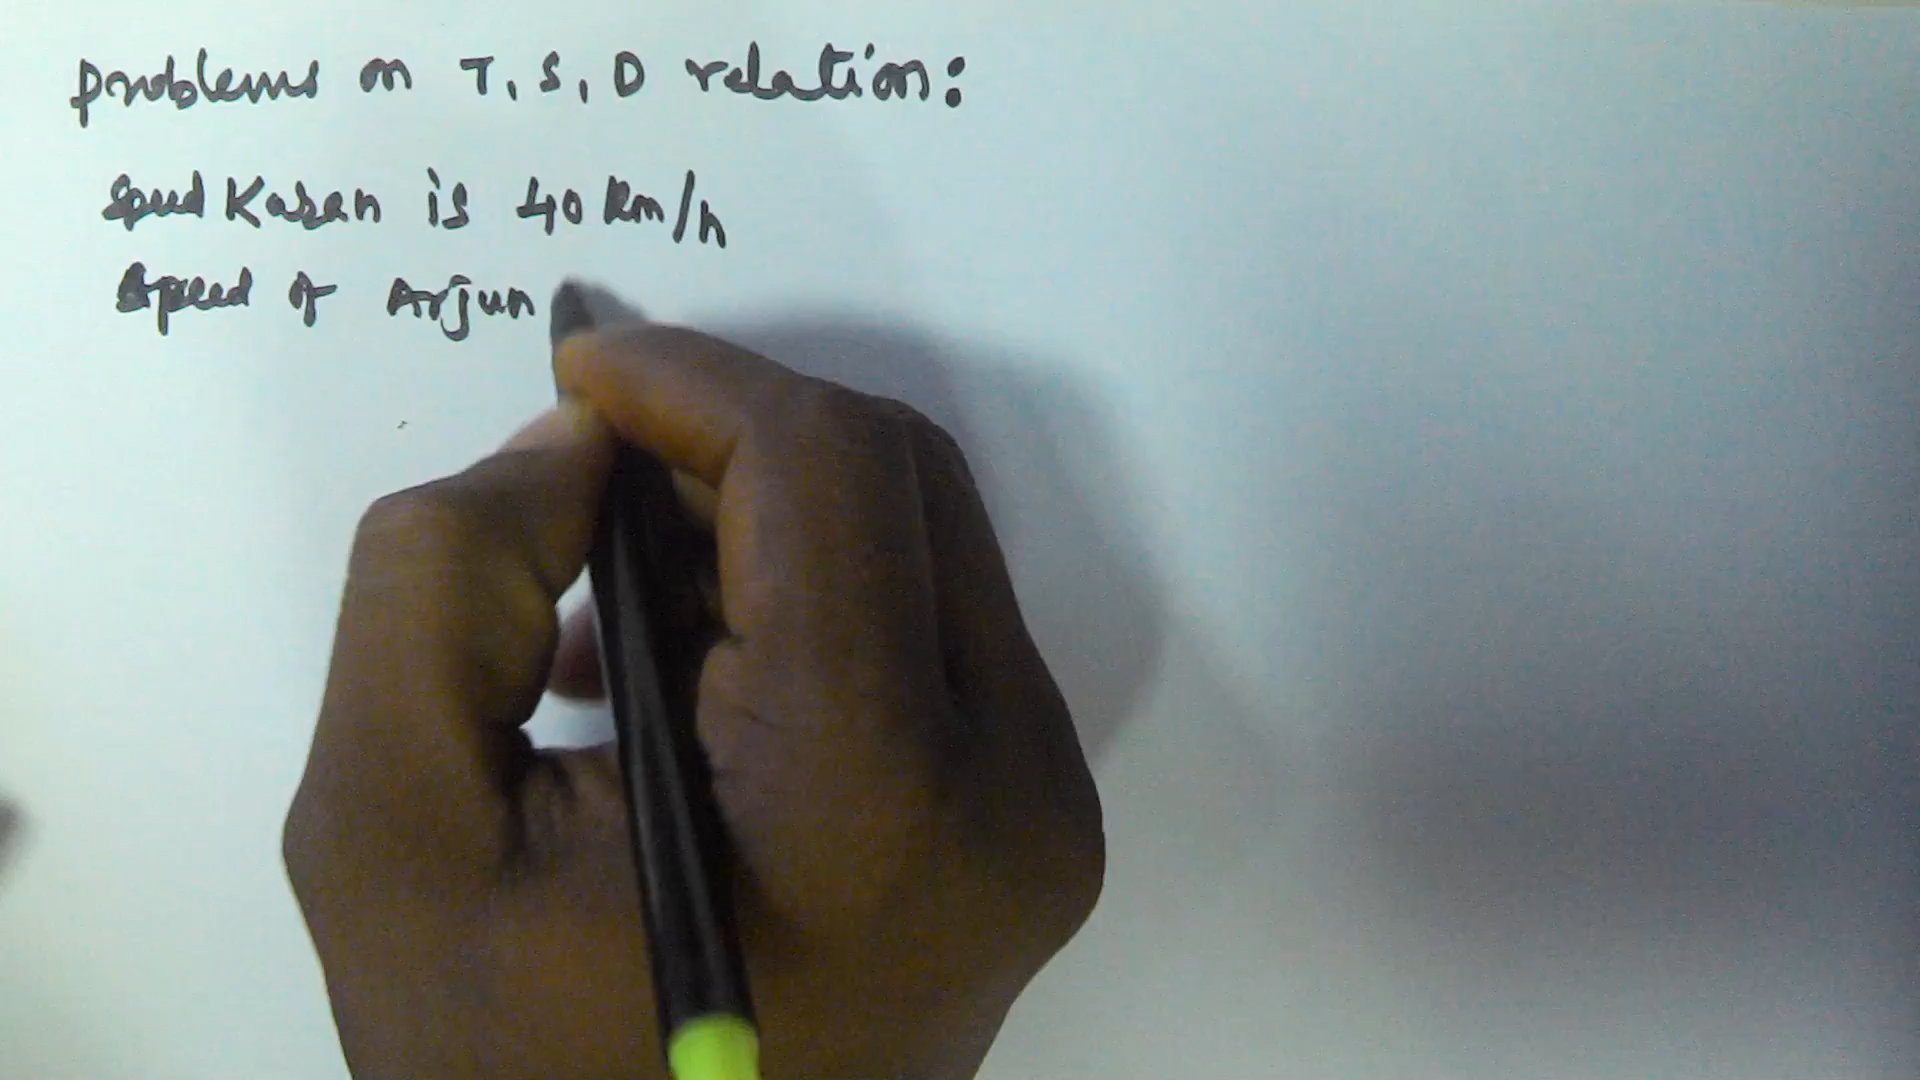 problems on T, S, D relation:
speed Karan is 40 km/h
speed of Arjun